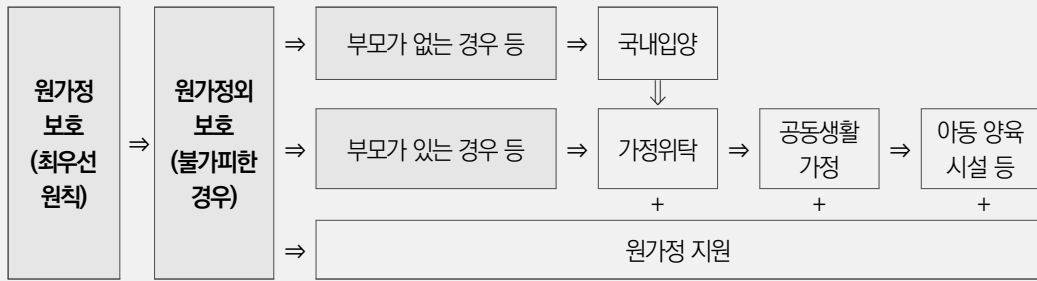 원가정
보호
(최우선
원칙)
⇒
원가정외
보호
(불가피한
경우)
⇒ 부모가 없는 경우 등 ⇒ 국내입양
⇓
⇒ 부모가 있는 경우 등 ⇒ 가정위탁 ⇒
공동생활
가정
⇒
아동 양육
시설 등
+ + +
⇒ 원가정 지원